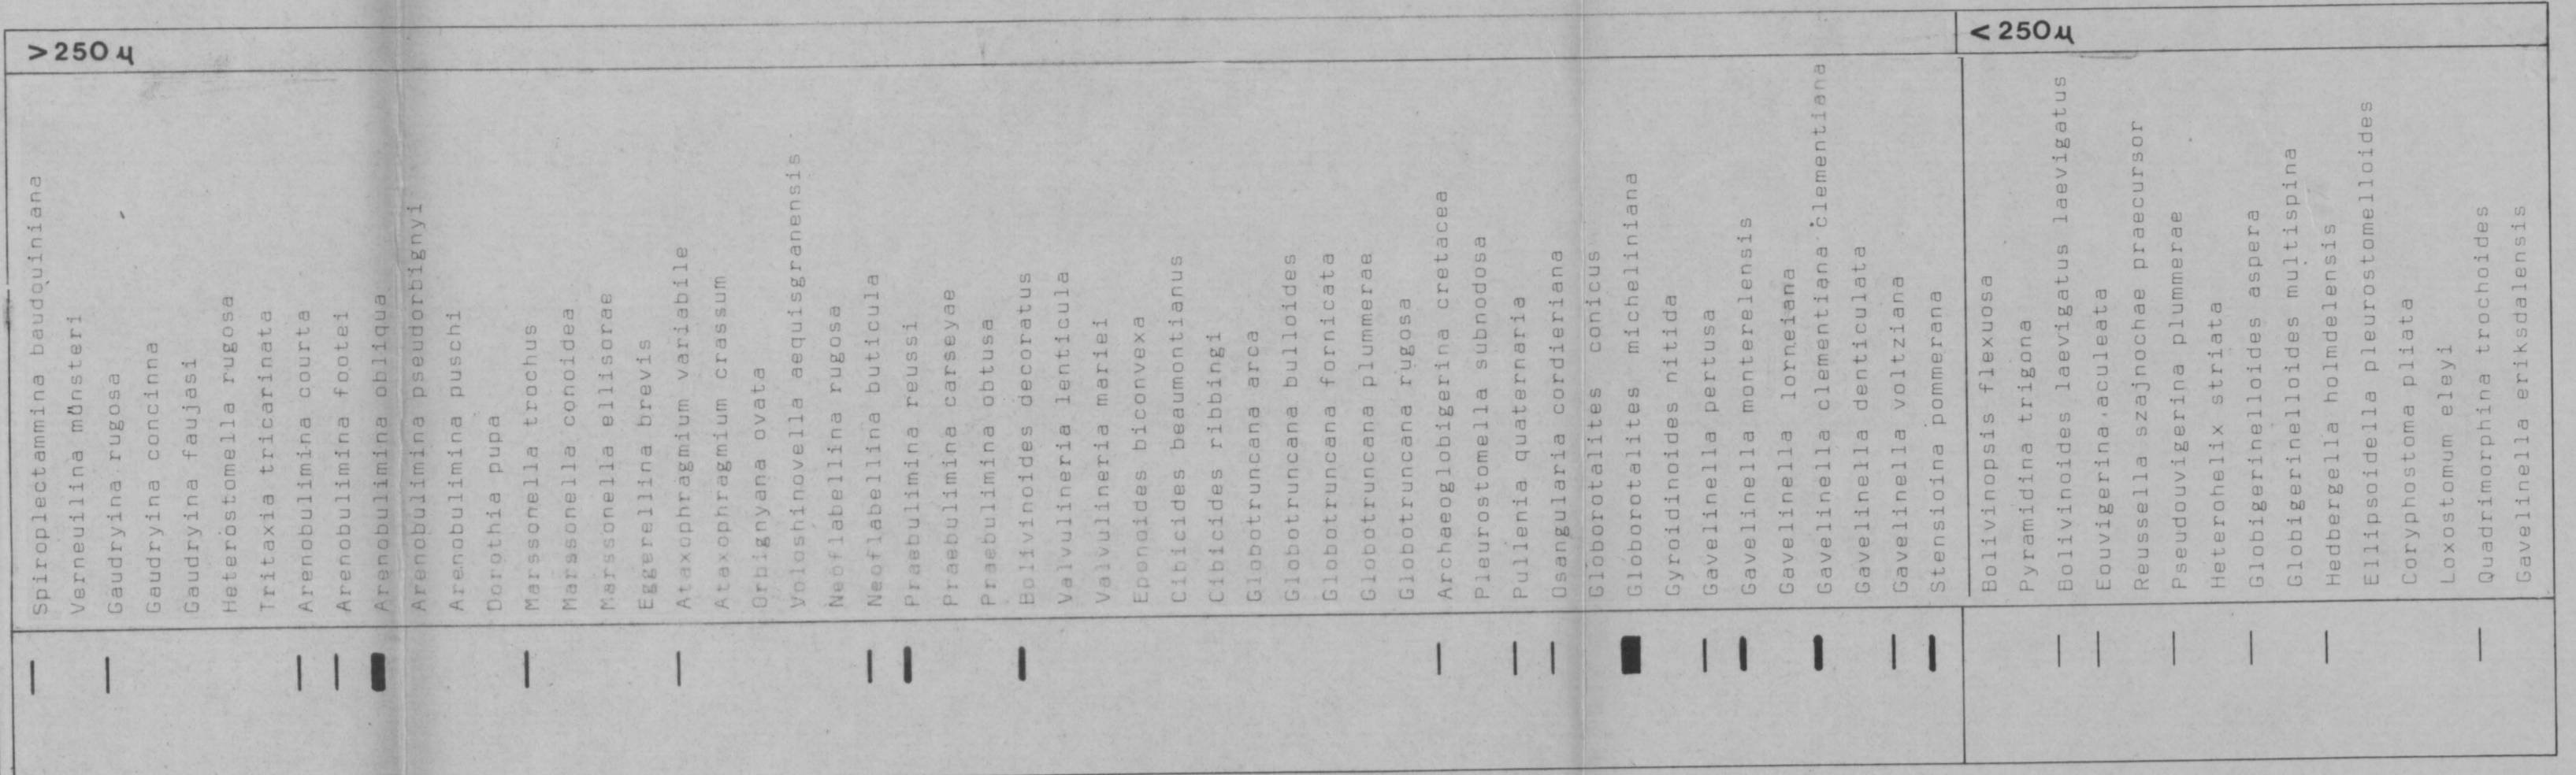 >250 µ
<250 µ
Spiroplectammina baudouiniana
Verneuilina münsteri
Gaudryina rugosa
Gaudryina concinna
Gaudryina faujasi
Heterostomella rugosa
Tritaxia tricarinata
Arenobulimina courta
Arenobulimina footei
Arenobulimina obliqua
Arenobulimina pseudorbignyi
Arenobulimina puschi
Dorothia pupa
Marssonella trochus
Marssonella conoidea
Marssonella ellisorae
Eggerellina brevis
Ataxophragmium variabile
Ataxophragmium crassum
Orbignyana ovata
Voloshinovella aequisgranensis
Neoflabellina rugosa
Neoflabellina buticula
Praebulimina reussi
Praebulimina carseyae
Praebulimina obtusa
Bolivinoides decoratus
Valvulineria lenticula
Valvulineria mariei
Eponoides biconvexa
Cibicides beaumontianus
Cibicides ribbingi
Globotruncana arca
Globotruncana bulloides
Globotruncana fornicata
Globotruncana plummerae
Globotruncana rugosa
Archaeoglobigerina cretacea
Pleurostomella subnodosa
Pullenia quaternaria
Osangularia cordieriana
Globorotalites conicus
Globorotalites micheliniana
Gyroidinoides nitida
Gavelinella pertusa
Gavelinella monterelensis
Gavelinella lorneiana
Gavelinella clementiana clementiana
Gavelinella denticulata
Gavelinella voltziana
Stensioina pommerana
Bolivinopsis flexuosa
Pyramidina trigona
Bolivinoides laevigatus laevigatus
Eouvigerina aculeata
Reussella szajnochae praecursor
Pseudouvigerina plummerae
Heterohelix striata
Globigerinelloides aspera
Globigerinelloides multispina
Hedbergella holmdelensis
Ellipsoidella pleurostomelloides
Coryphostoma pliata
Loxostomum eleyi
Quadrimorphina trochoides
Gavelinella eriksdalensis